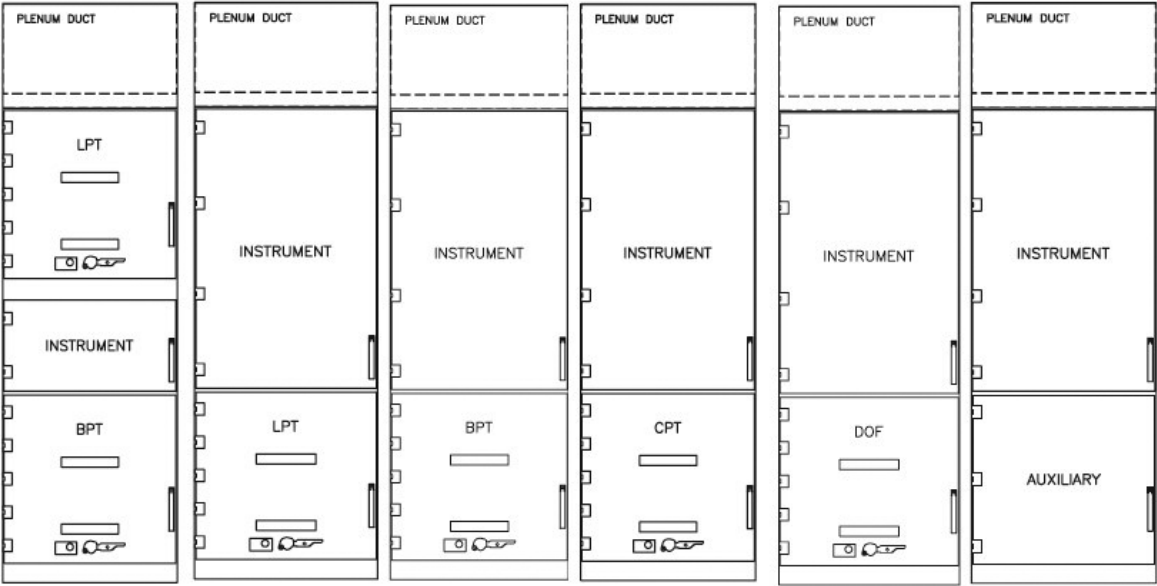 PLENUM DUCT
LPT
INSTRUMENT
BPT
PLENUM DUCT
INSTRUMENT
LPT
PLENUM DUCT
INSTRUMENT
BPT
PLENUM DUCT
INSTRUMENT
CPT
PLENUM DUCT
INSTRUMENT
DOF
PLENUM DUCT
INSTRUMENT
AUXILIARY